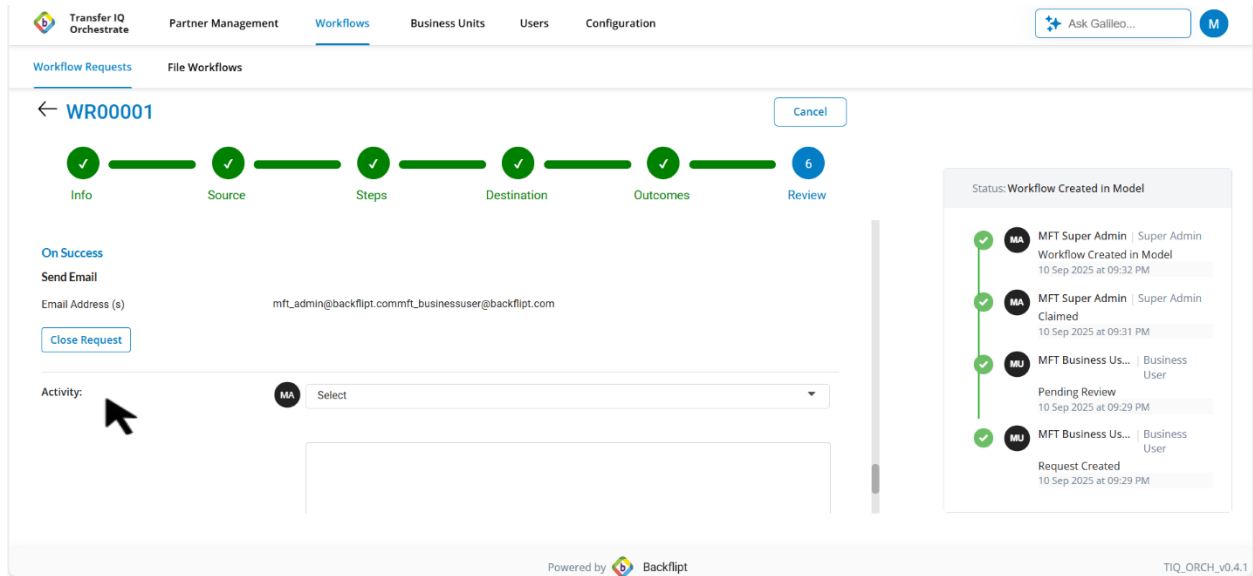 Transfer IQ
Orchestrate
Partner Management
Workflows
Business Units
Users
Configuration
Ask Galileo...
M
Workflow Requests
File Workflows
WR00001
Cancel
6
Info
Source
Steps
Destination
Outcomes
Review
On Success
Send Email
Email Address (s)
mft_admin@backflipt.commft_businessuser@backflipt.com
Close Request
Activity:
MA
Select
Status: Workflow Created in Model
MA
MFT Super Admin | Super Admin
Workflow Created in Model
10 Sep 2025 at 09:32 PM
MA
MFT Super Admin | Super Admin
Claimed
10 Sep 2025 at 09:31 PM
MU
MFT Business Us... | Business
User
Pending Review
10 Sep 2025 at 09:29 PM
MU
MFT Business Us... | Business
User
Request Created
10 Sep 2025 at 09:29 PM
Powered by b Backflipt
TIQ_ORCH_v0.4.1